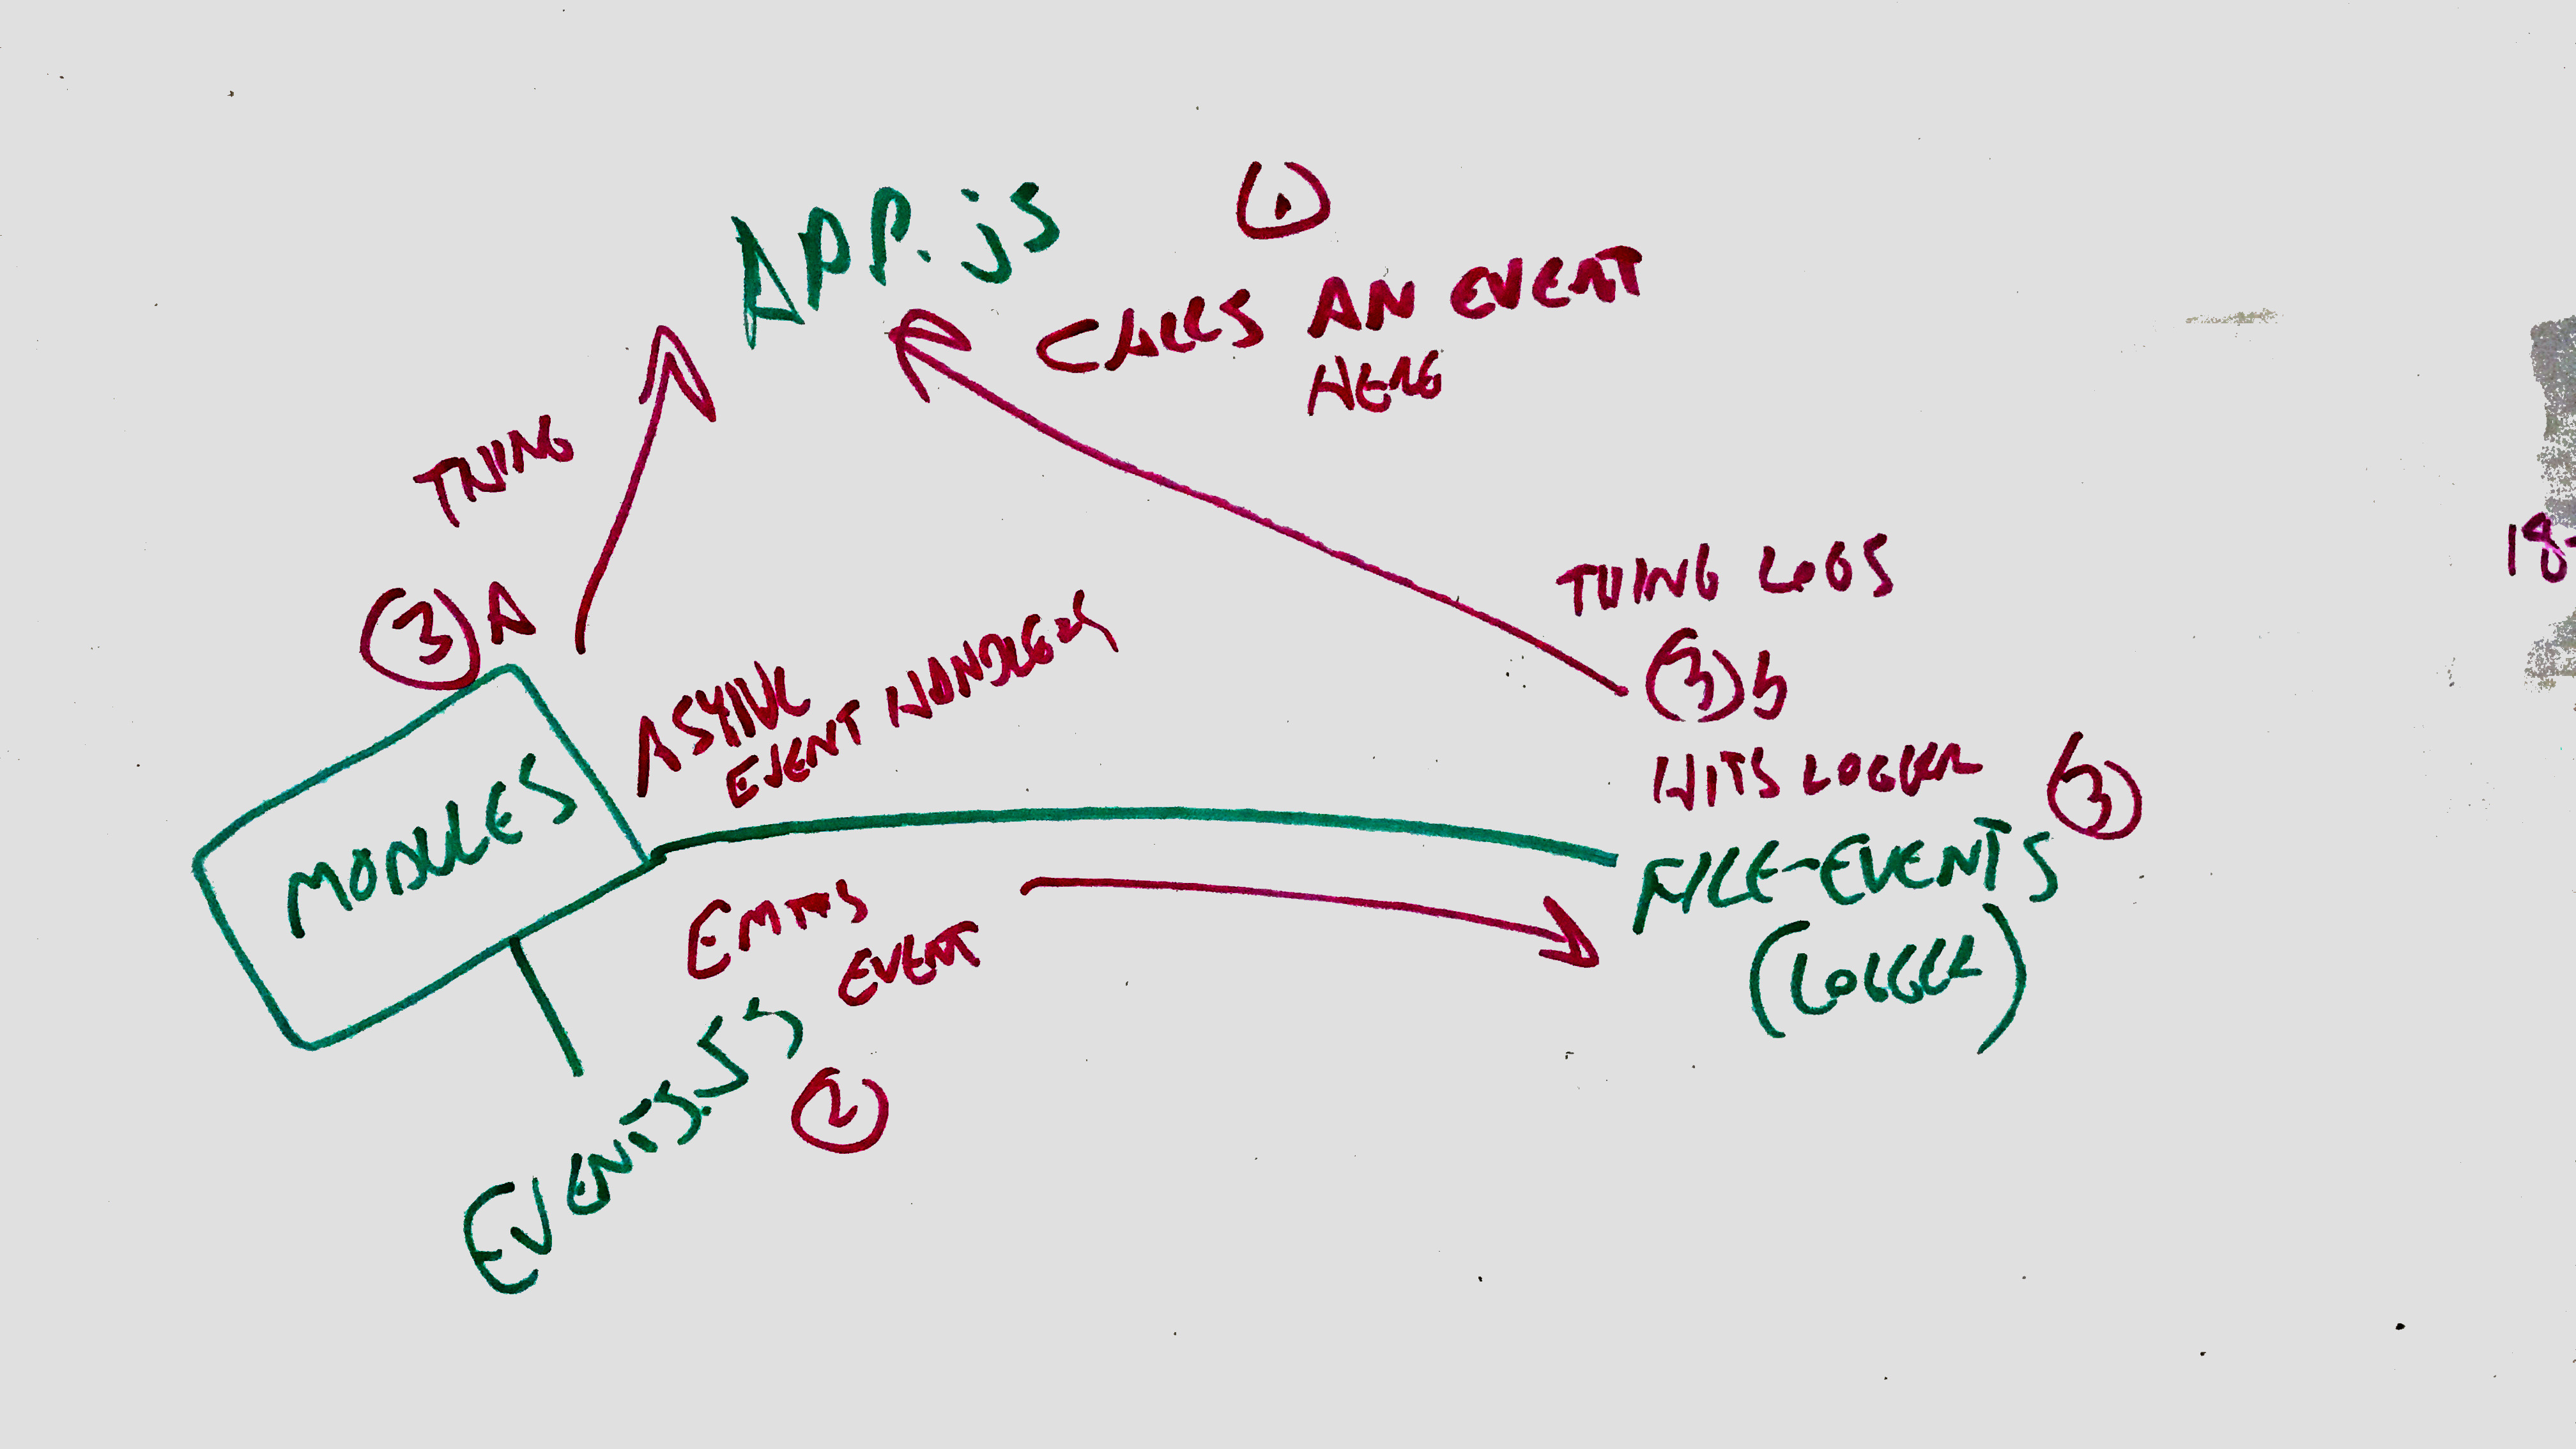 ①
APP.js
CALLS AN EVENT
HERE
THING
③A
THING LOGS
③b
ASYNC
EVENT HANDLERS
HITS LOGGER ③
MODULES
FILE-EVENTS
(LOGGER)
EMITS
EVENT
EVENTS.JS
②
18-